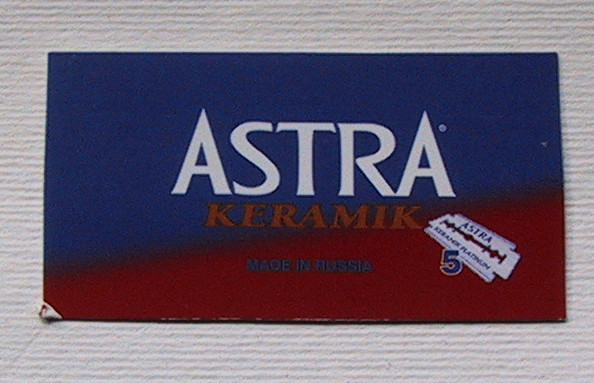 ASTRA®
KERAMIK
MADE IN RUSSIA
ASTRA
KERAMIK PLATINUM
5